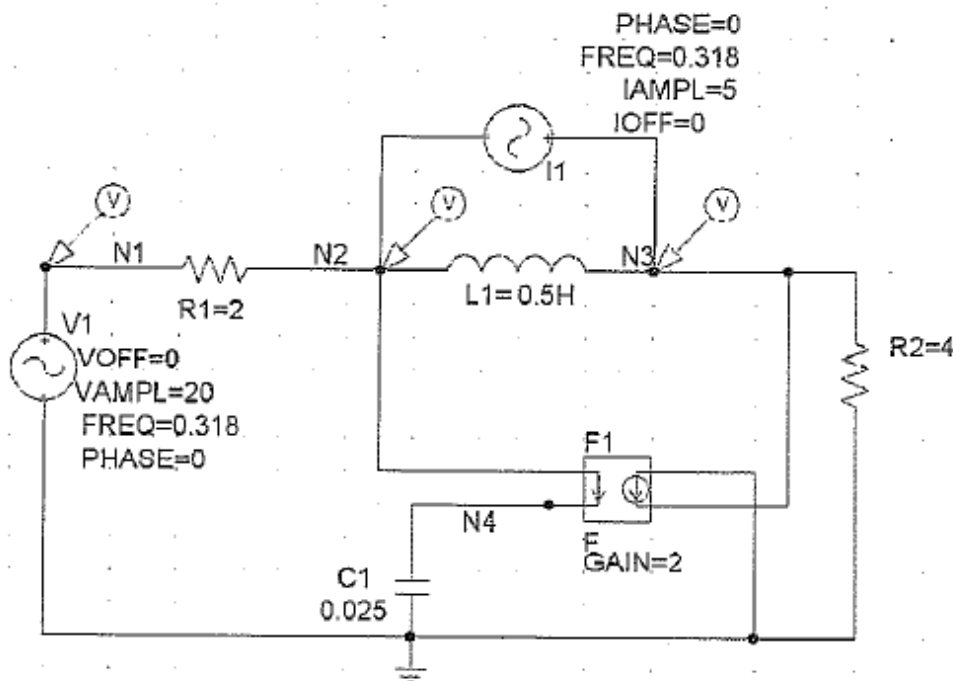 PHASE=0
FREQ=0.318
IAMPL=5
IOFF=0
I1
V
V
V
N1
N2
N3
R1=2
L1=0.5H
V1
+
VOFF=0
VAMPL=20
FREQ=0.318
PHASE=0
R2=4
F1
N4
F
GAIN=2
C1
0.025